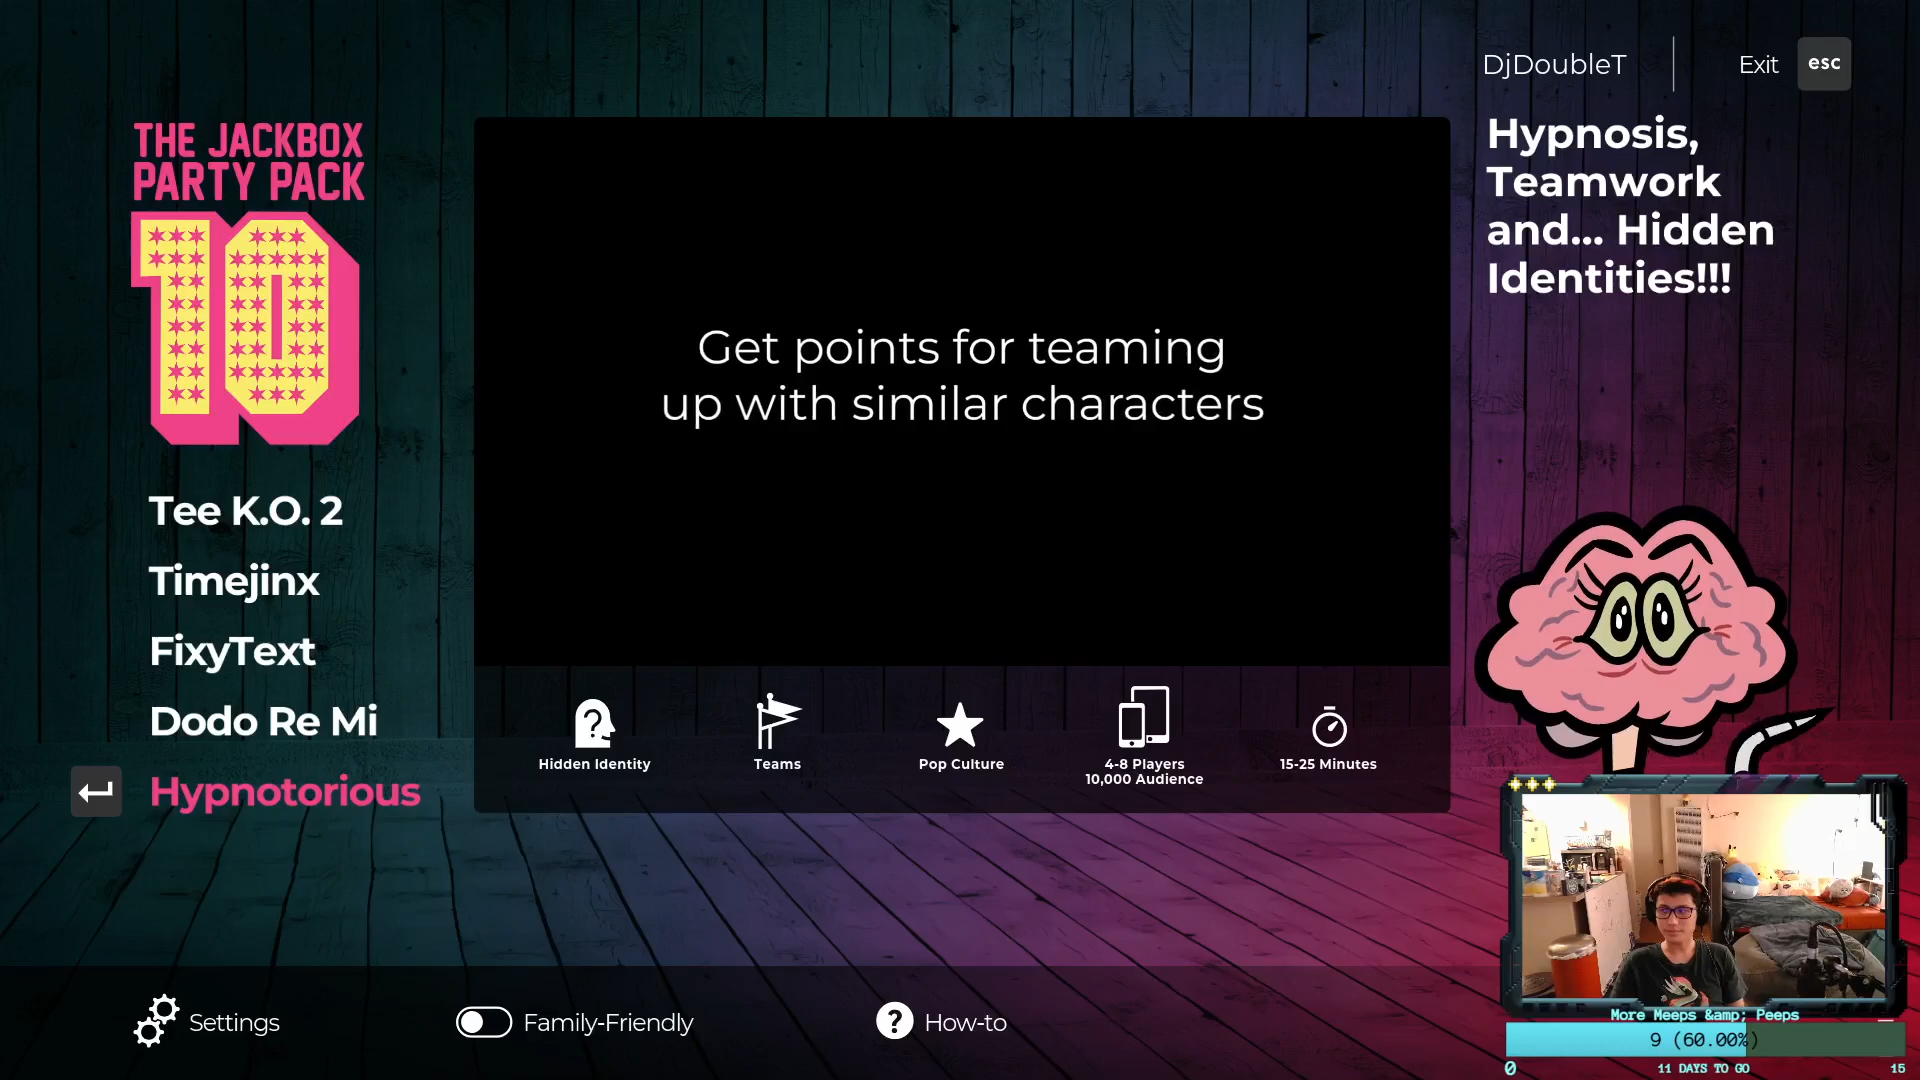 DjDoubleT
Exit
esc
THE JACKBOX
PARTY PACK
10
Hypnosis,
Teamwork
and... Hidden
Identities!!!
Get points for teaming
up with similar characters
Tee K.O. 2
Timejinx
FixyText
Dodo Re Mi
Hypnotorious
Hidden Identity
Teams
Pop Culture
4-8 Players
10,000 Audience
15-25 Minutes
Settings
Family-Friendly
? How-to
More Meeps &amp; Peeps
9 (60.00%)
0
11 DAYS TO GO
15